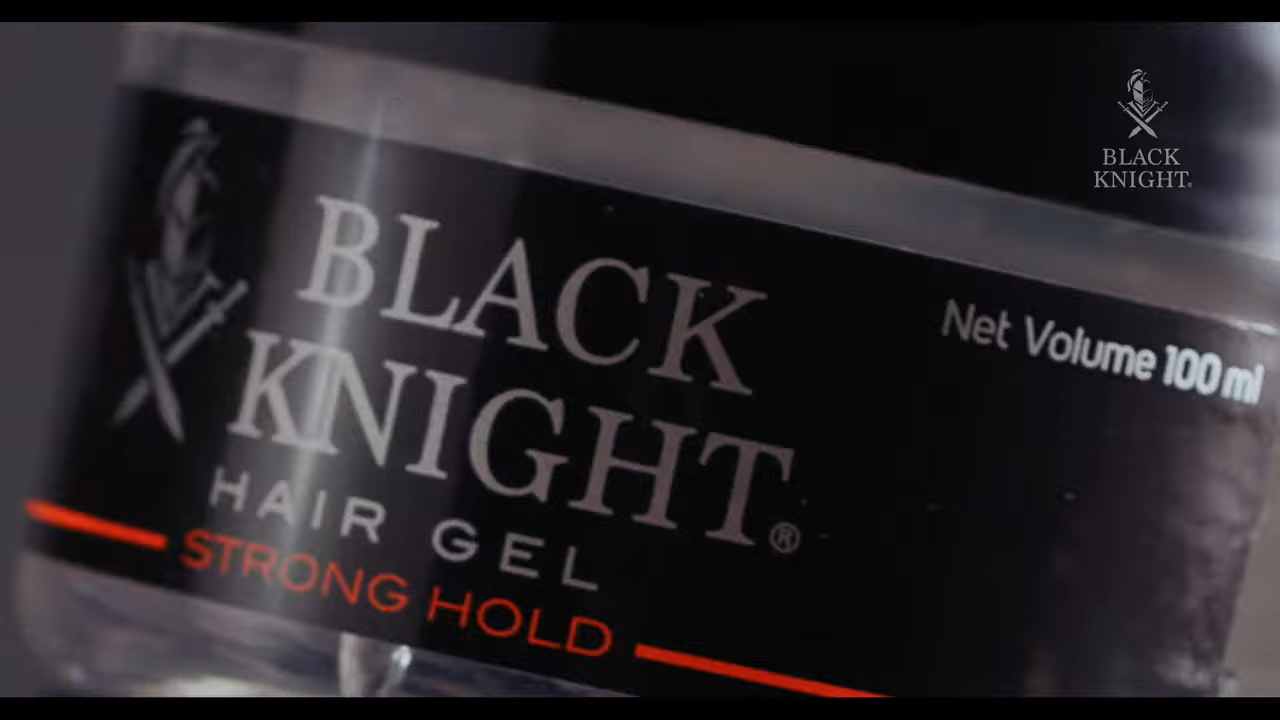 BLACK
KNIGHT®
HAIR GEL
STRONG HOLD
Net Volume 100 ml
BLACK
KNIGHT®